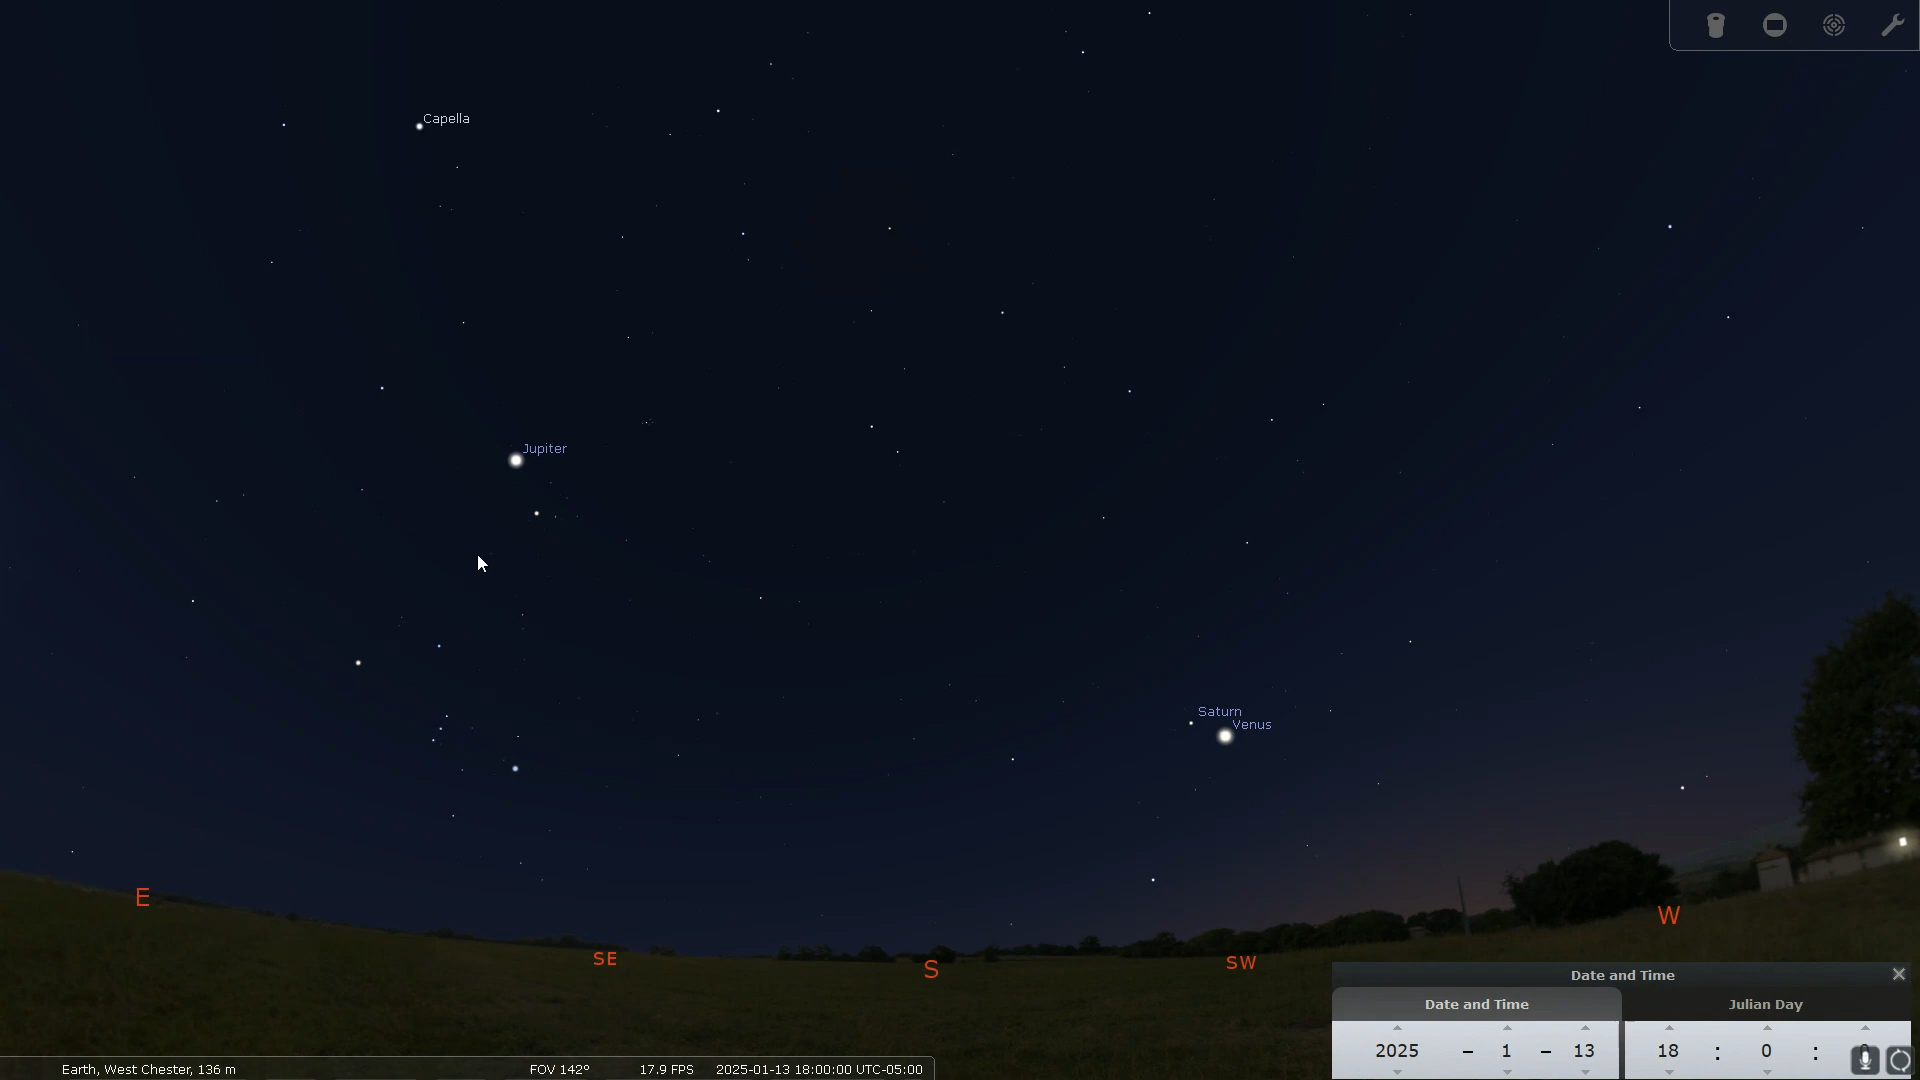 Capella
Jupiter
Saturn
Venus
E
SE
S
SW
W
Date and Time
Date and Time
Julian Day
2025 - 1 - 13
18 : 0 :
Earth, West Chester, 136 m
FOV 142°
17.9 FPS
2025-01-13 18:00:00 UTC-05:00